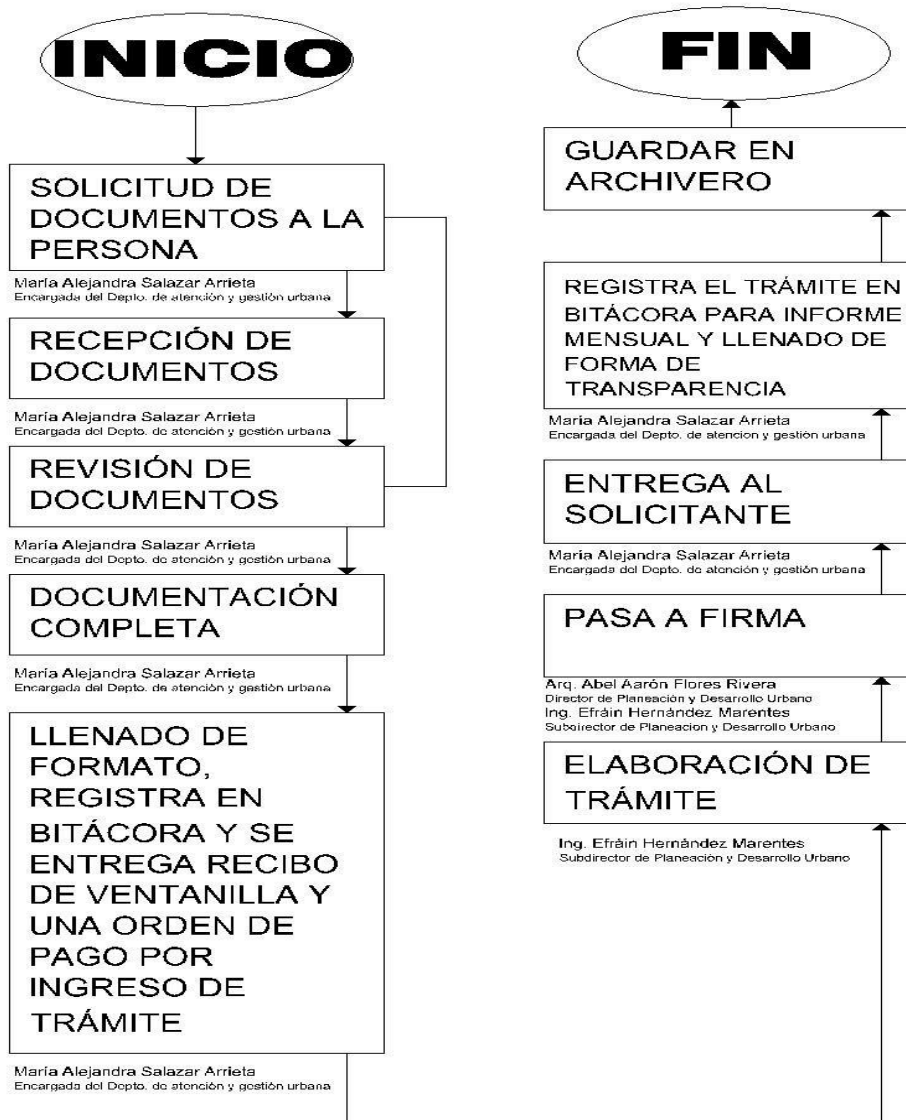 INICIO
SOLICITUD DE
DOCUMENTOS A LA
PERSONA
María Alejandra Salazar Arrieta
Encargada del Depto. de atención y gestión urbana
RECEPCIÓN DE
DOCUMENTOS
María Alejandra Salazar Arrieta
Encargada del Depto. de atención y gestión urbana
REVISIÓN DE
DOCUMENTOS
María Alejandra Salazar Arrieta
Encargada del Depto. de atención y gestión urbana
DOCUMENTACIÓN
COMPLETA
María Alejandra Salazar Arrieta
Encargada del Depto. de atención y gestión urbana
LLENADO DE
FORMATO,
REGISTRA EN
BITÁCORA Y SE
ENTREGA RECIBO
DE VENTANILLA Y
UNA ORDEN DE
PAGO POR
INGRESO DE
TRÁMITE
María Alejandra Salazar Arrieta
Encargada del Depto. de atención y gestión urbana
FIN
GUARDAR EN
ARCHIVERO
REGISTRA EL TRÁMITE EN
BITÁCORA PARA INFORME
MENSUAL Y LLENADO DE
FORMA DE
TRANSPARENCIA
María Alejandra Salazar Arrieta
Encargada del Depto. de atención y gestión urbana
ENTREGA AL
SOLICITANTE
María Alejandra Salazar Arrieta
Encargada del Depto. de atención y gestión urbana
PASA A FIRMA
Arq. Abel Aarón Flores Rivera
Director de Planeación y Desarrollo Urbano
Ing. Efráin Hernández Marentes
Subdirector de Planeación y Desarrollo Urbano
ELABORACIÓN DE
TRÁMITE
Ing. Efráin Hernández Marentes
Subdirector de Planeación y Desarrollo Urbano